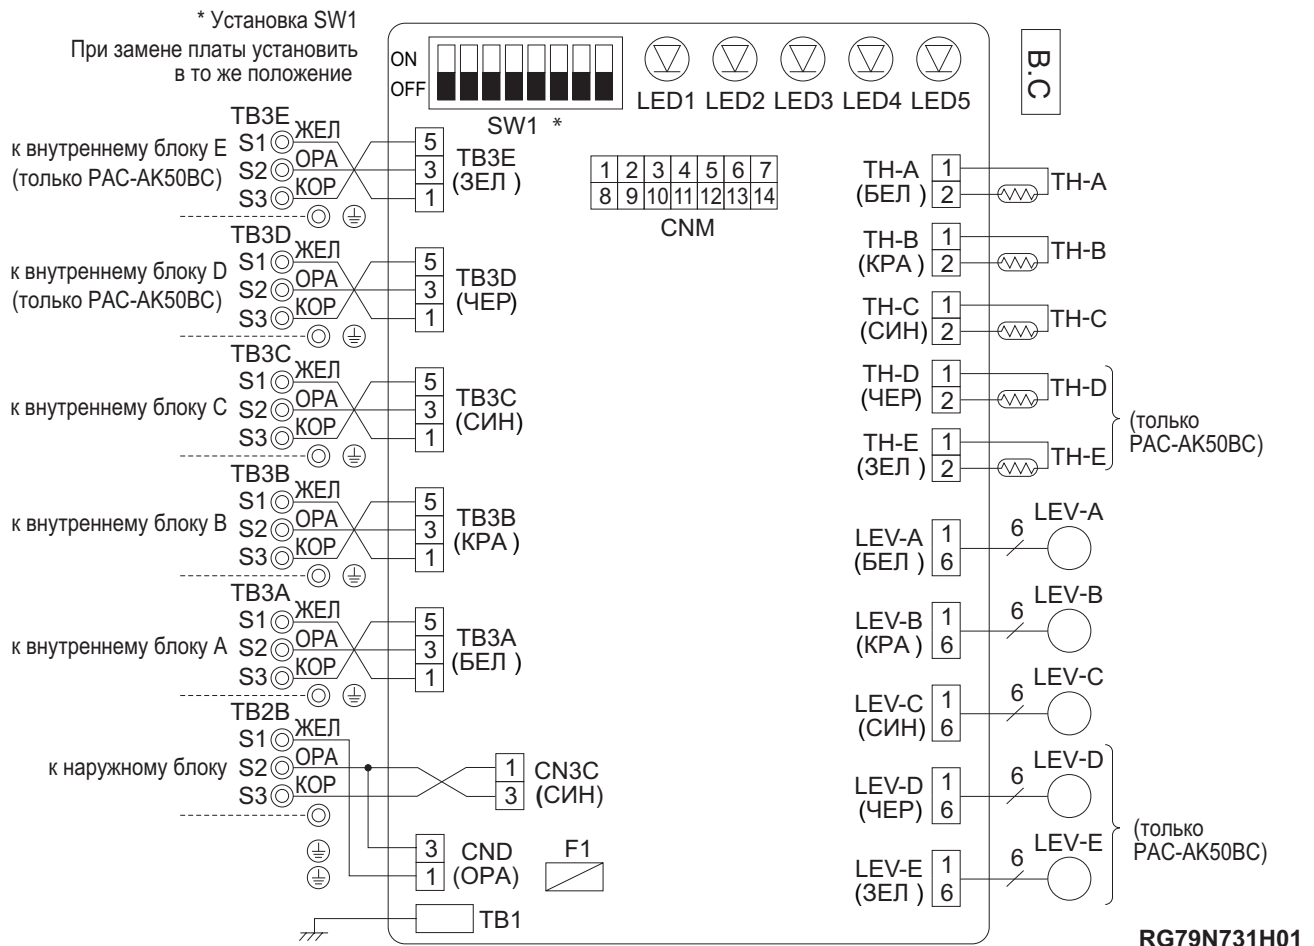 * Установка SW1
При замене платы установить
в то же положение
ON
OFF
SW1 *
LED1 LED2 LED3 LED4 LED5
B.C
1 2 3 4 5 6 7
8 9 10 11 12 13 14
CNM
TB3E
к внутреннему блоку E
(только PAC-AK50BC)
S1 ЖЕЛ
S2 ОРА
S3 КОР
5
3
1
TB3E
(ЗЕЛ )
TB3D
к внутреннему блоку D
(только PAC-AK50BC)
S1 ЖЕЛ
S2 ОРА
S3 КОР
5
3
1
TB3D
(ЧЕР)
TB3C
к внутреннему блоку C
S1 ЖЕЛ
S2 ОРА
S3 КОР
5
3
1
TB3C
(СИН)
TB3B
к внутреннему блоку B
S1 ЖЕЛ
S2 ОРА
S3 КОР
5
3
1
TB3B
(КРА )
TB3A
к внутреннему блоку A
S1 ЖЕЛ
S2 ОРА
S3 КОР
5
3
1
TB3A
(БЕЛ )
TB2B
к наружному блоку
S1 ЖЕЛ
S2 ОРА
S3 КОР
1
3
CN3C
(СИН)
3
1
CND
(ОРА)
F1
TB1
TH-A
(БЕЛ )
1
2
TH-A
TH-B
(КРА )
1
2
TH-B
TH-C
(СИН)
1
2
TH-C
TH-D
(ЧЕР)
1
2
TH-D
TH-E
(ЗЕЛ )
1
2
TH-E
(только
PAC-AK50BC)
LEV-A
(БЕЛ )
1
6
6
LEV-A
LEV-B
(КРА )
1
6
6
LEV-B
LEV-C
(СИН)
1
6
6
LEV-C
LEV-D
(ЧЕР)
1
6
6
LEV-D
LEV-E
(ЗЕЛ )
1
6
6
LEV-E
(только
PAC-AK50BC)
RG79N731H01